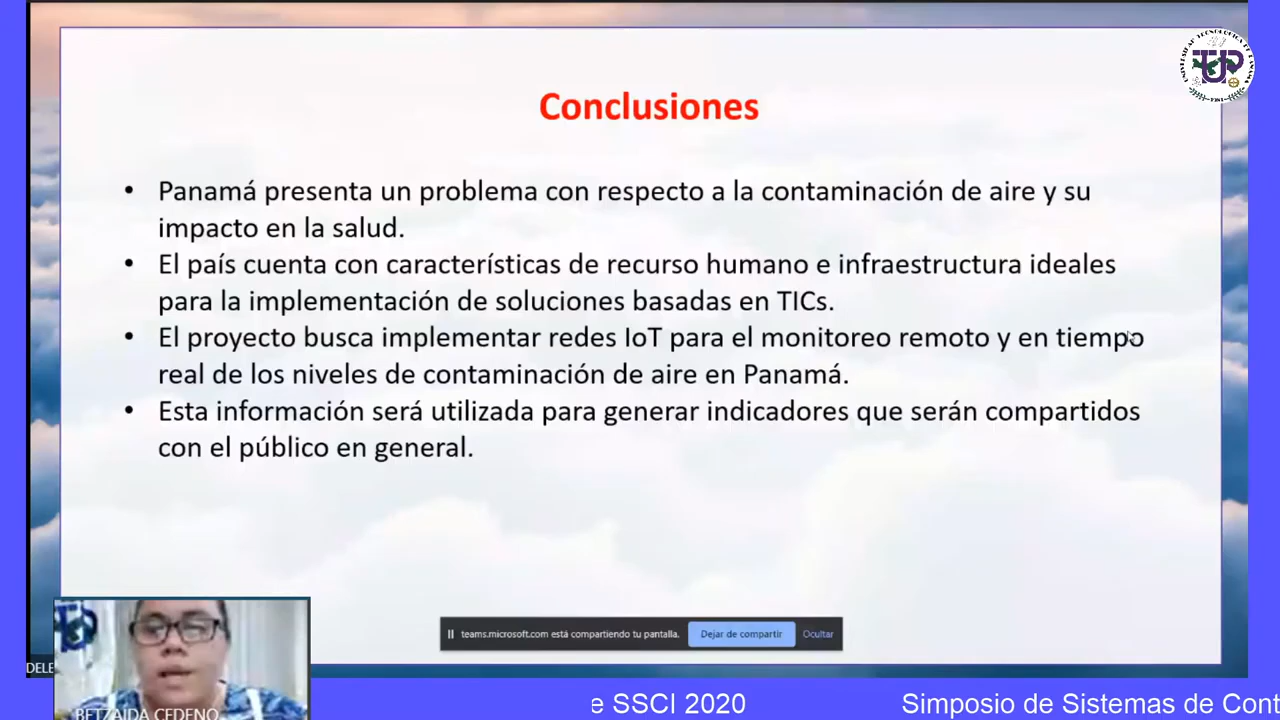 Conclusiones
• Panamá presenta un problema con respecto a la contaminación de aire y su
impacto en la salud.
• El país cuenta con características de recurso humano e infraestructura ideales
para la implementación de soluciones basadas en TICs.
• El proyecto busca implementar redes IoT para el monitoreo remoto y en tiempo
real de los niveles de contaminación de aire en Panamá.
• Esta información será utilizada para generar indicadores que serán compartidos
con el público en general.
teams.microsoft.com está compartiendo tu pantalla. Dejar de compartir Ocultar
DELE
BETZAIDA CEDEÑO
e SSCI 2020 Simposio de Sistemas de Cont